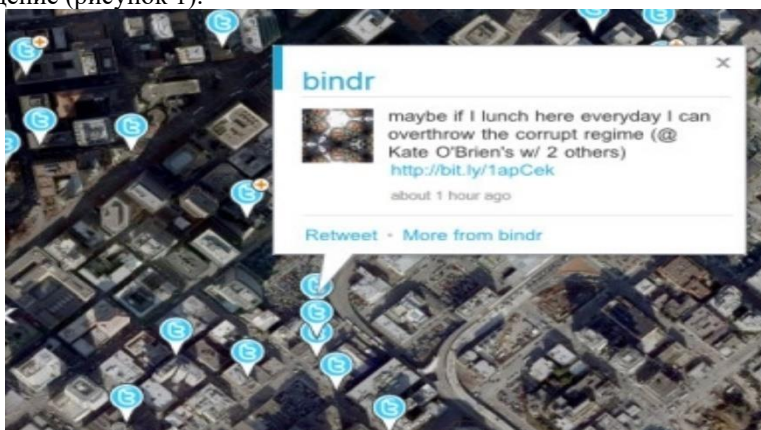 дение (рисунок 1).
bindr
×
maybe if I lunch here everyday I can
overthrow the corrupt regime (@
Kate O'Brien's w/ 2 others)
http://bit.ly/1apCek
about 1 hour ago
Retweet • More from bindr